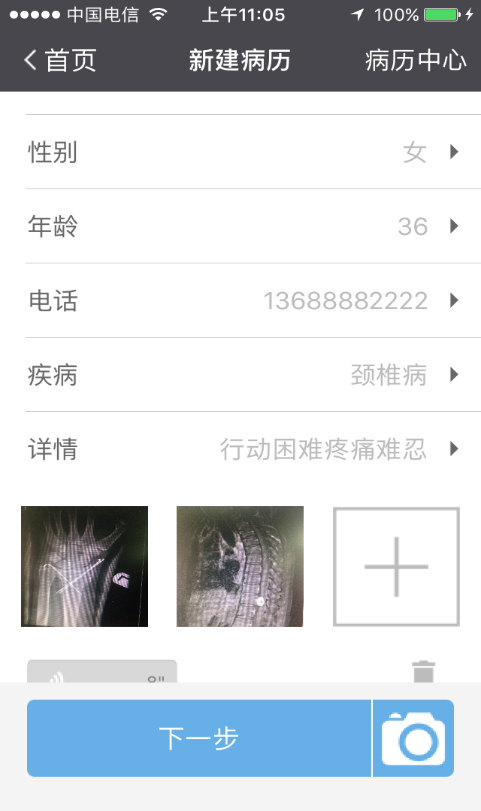 中国电信 上午11:05 100%
首页 新建病历 病历中心
性别 女
年龄 36
电话 13688882222
疾病 颈椎病
详情 行动困难疼痛难忍
8"
下一步